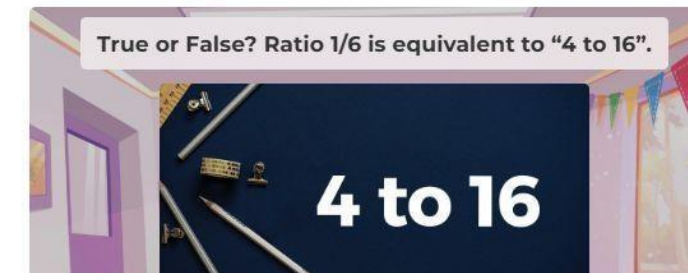 True or False? Ratio 1/6 is equivalent to “4 to 16”.
4 to 16